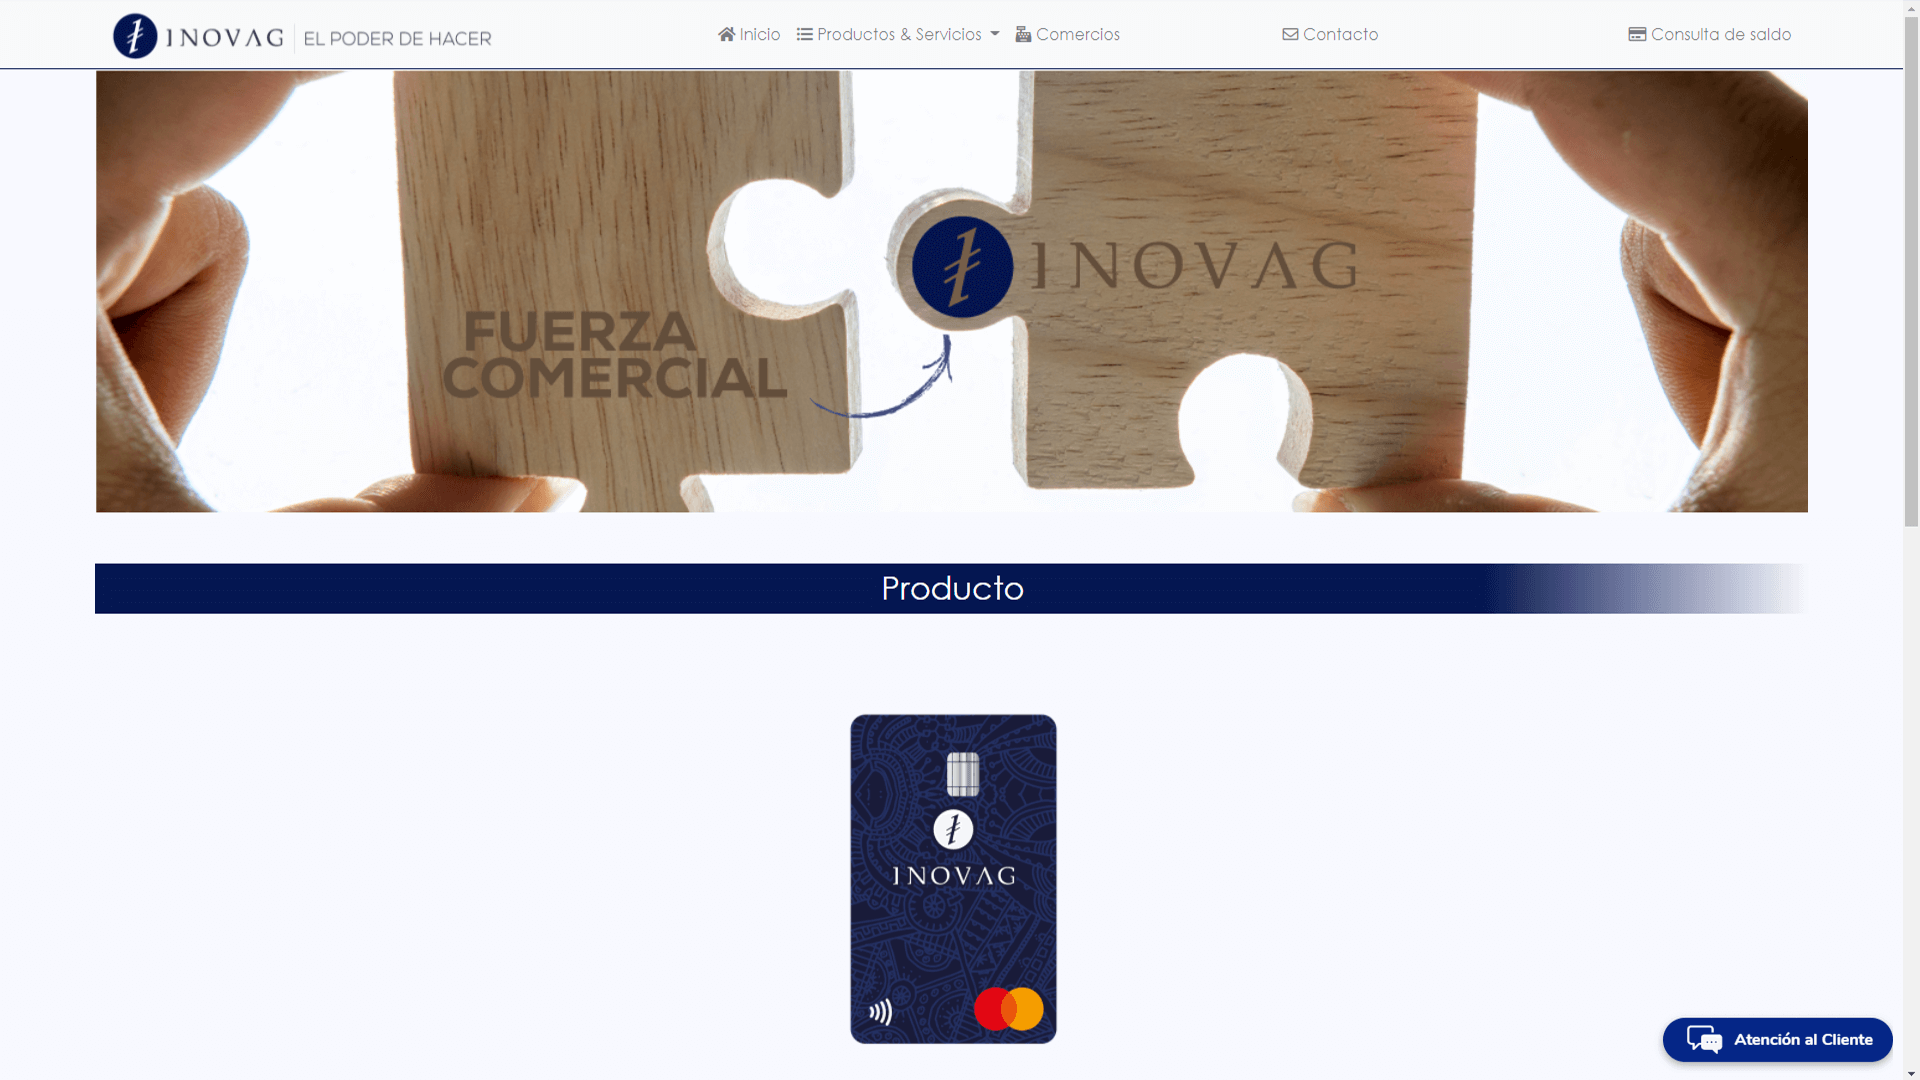 INOVAG EL PODER DE HACER
Inicio
Productos & Servicios
Comercios
Contacto
Consulta de saldo
INOVAG
FUERZA
COMERCIAL
Producto
INOVAG
Atención al Cliente